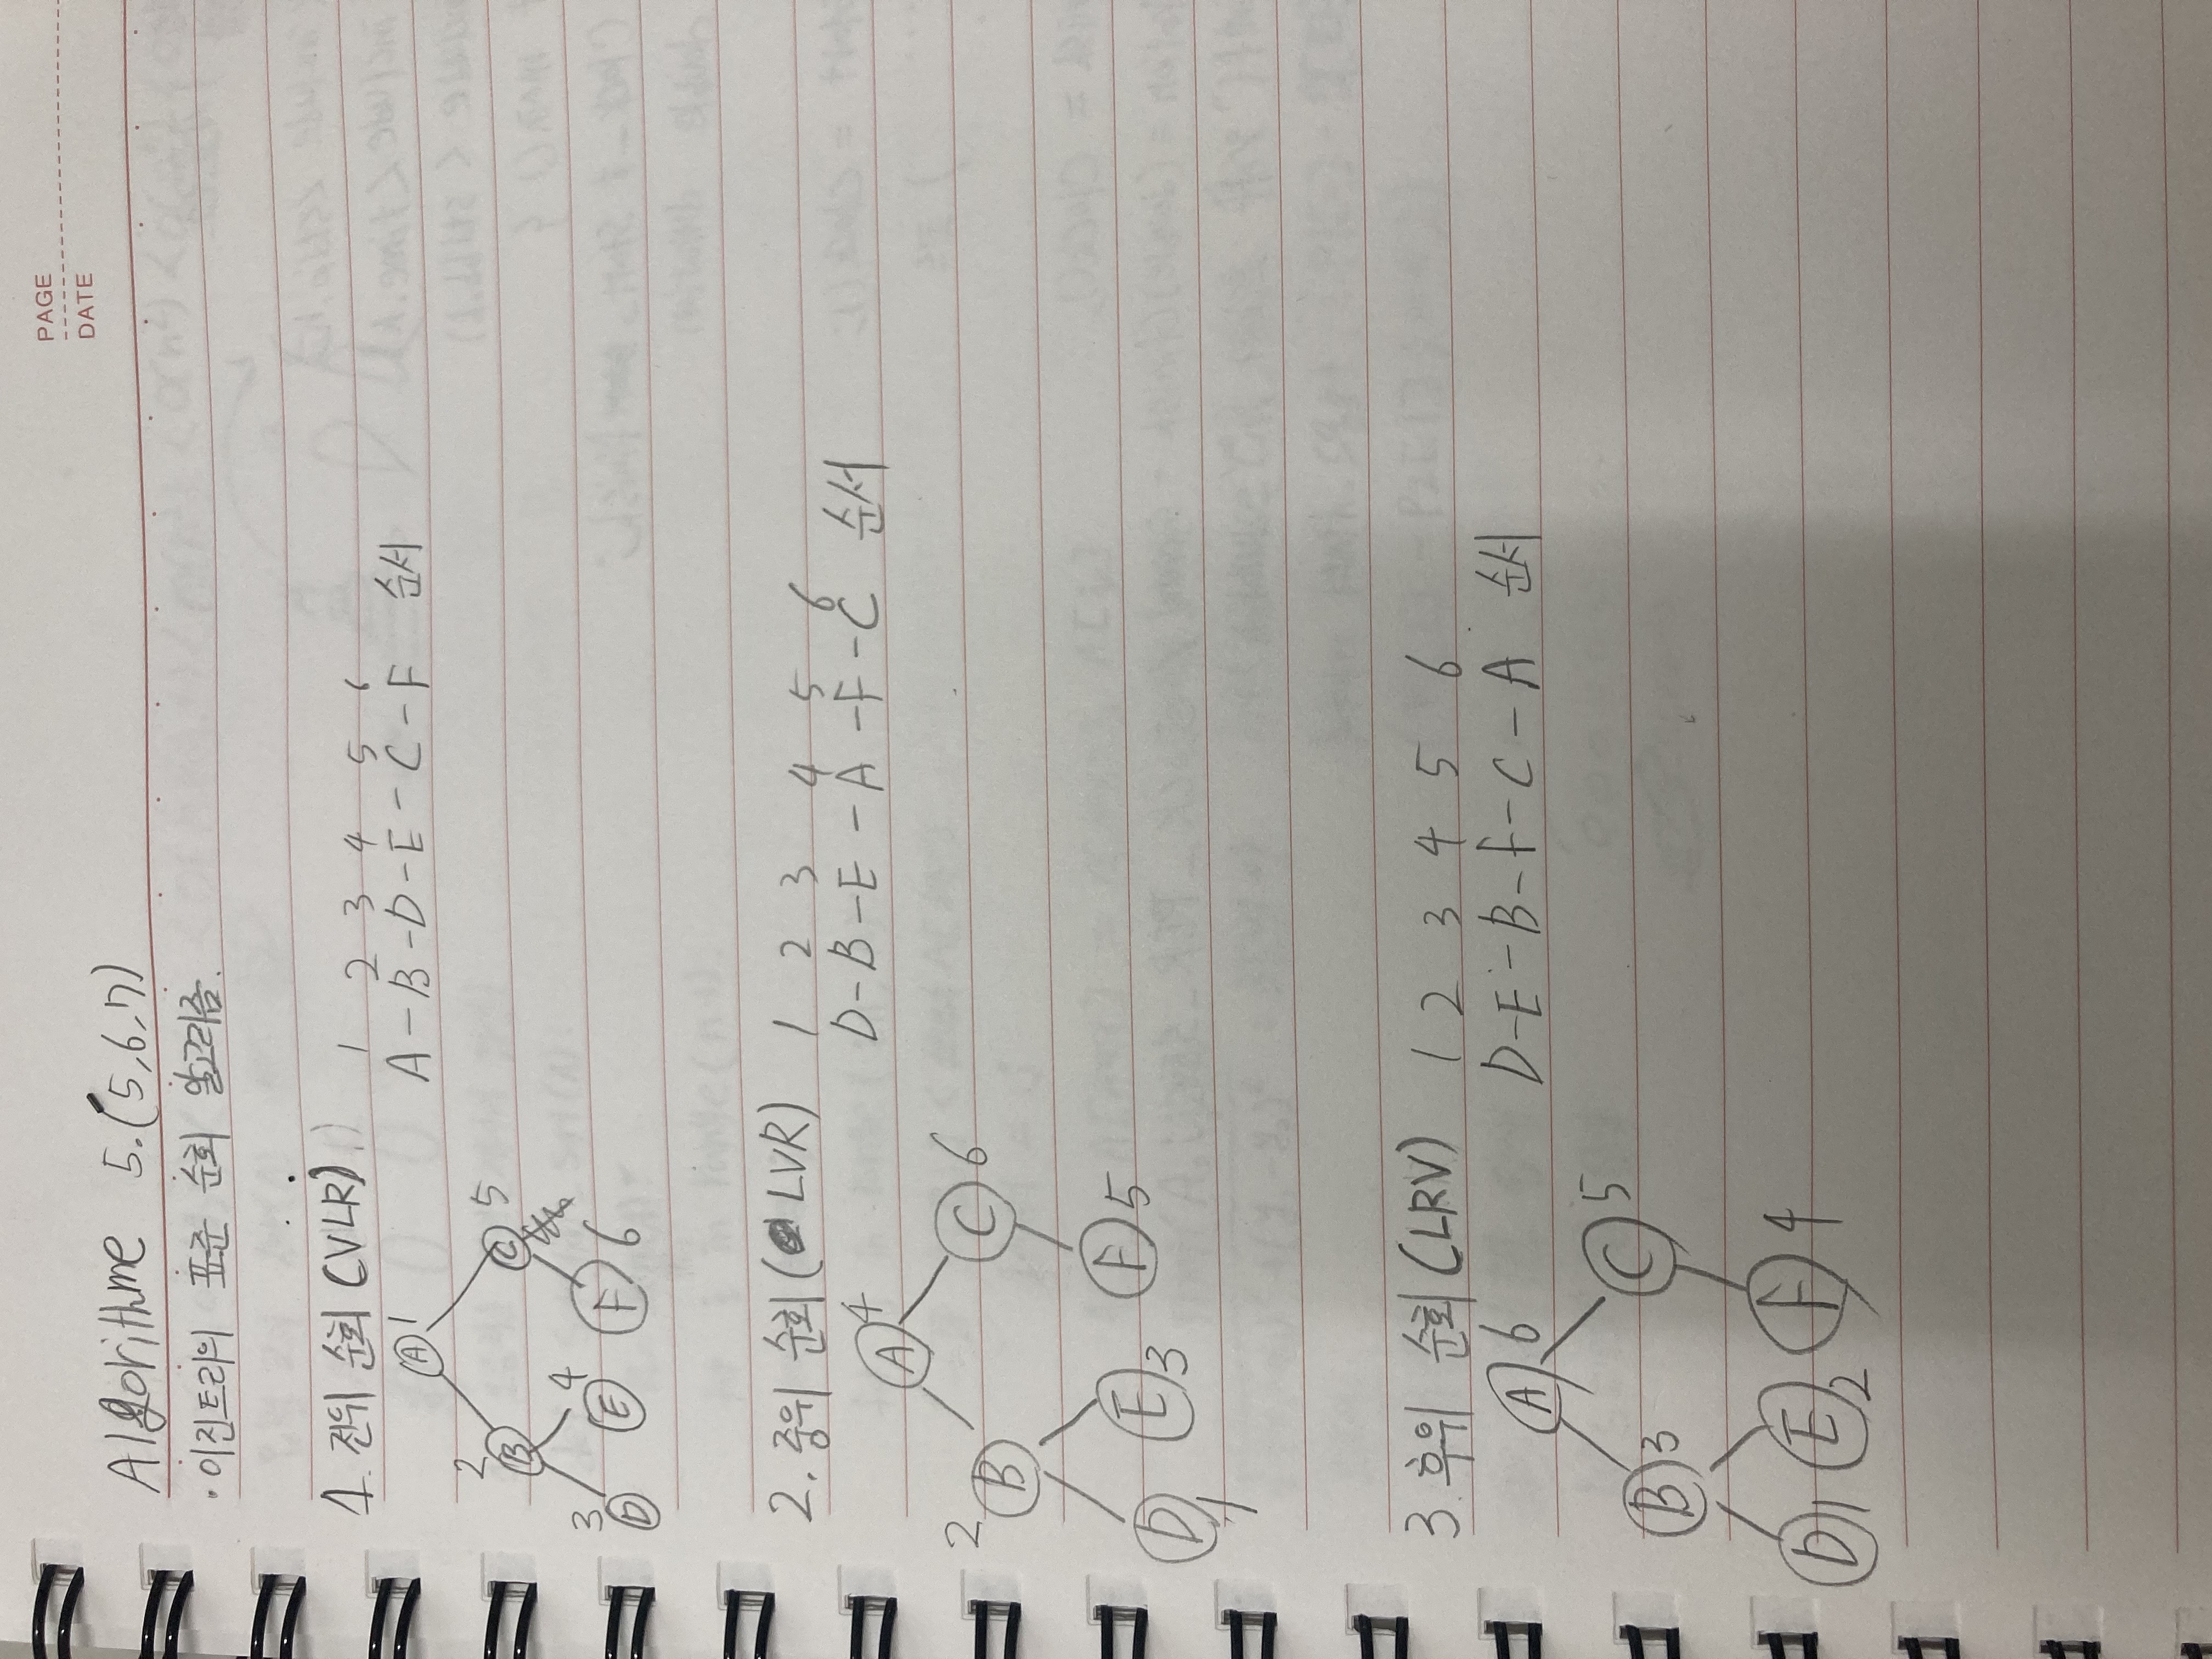 PAGE
DATE
Algorithme 5.(5,6,7)
· 이진트리의 표준 순회 알고리즘.
1. 전위 순회 (VLR)
1 2 3 4 5 6
A - B - D - E - C - F 순서
A 1
2 B
C 5
3 D
4 E
F 6
2. 중위 순회 ( LVR)
1 2 3 4 5 6
D - B - E - A - F - C 순서
A 4
2 B
C 6
D 1
E 3
F 5
3. 후위 순회 (LRV)
1 2 3 4 5 6
D - E - B - F - C - A 순서
A 6
B 3
C 5
D 1
E 2
F 4